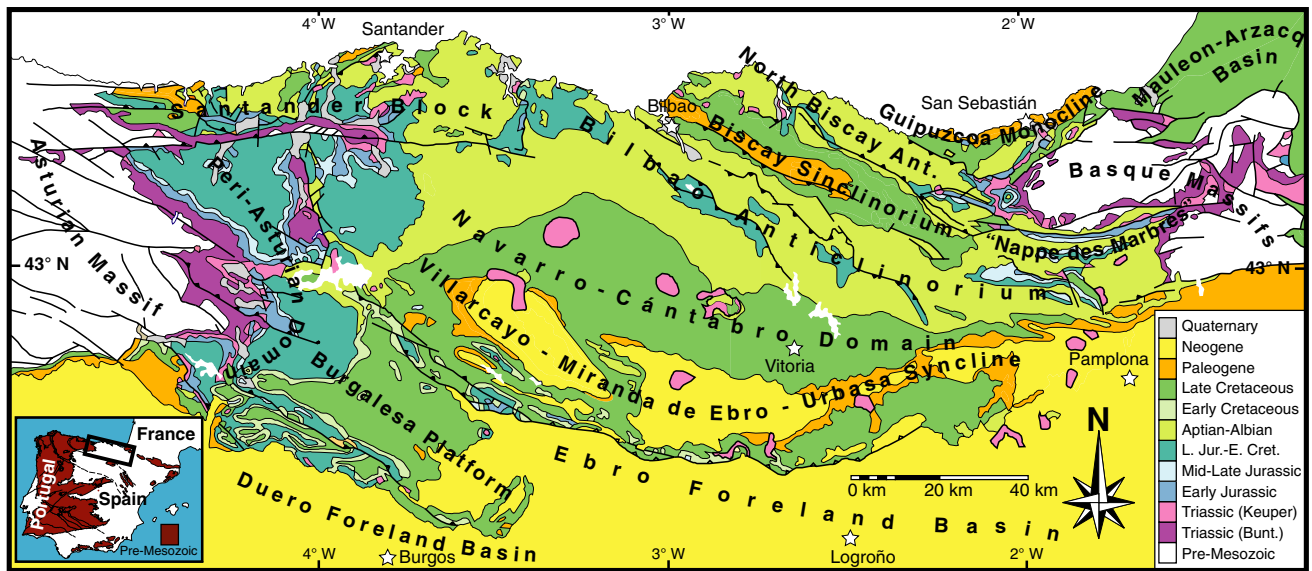 4° W
3° W
2° W
Santander
Mauleon-Arzacq
Basin
North Biscay Ant.
San Sebastián
Guipuzcoa Monocline
Santander Block
Bilbao
Biscay Sinclinorium
Bilbao Anticlinorium
Basque Massifs
Asturian Massif
Peri-Asturian Domain
"Nappe des Marbres"
43° N
43° N
Navarro-Cántabro Domain
Villarcayo - Miranda de Ebro - Urbasa Syncline
Vitoria
Pamplona
Burgalesa Platform
Ebro Foreland Basin
Duero Foreland Basin
Burgos
Logroño
0 km 20 km 40 km
N
Quaternary
Neogene
Paleogene
Late Cretaceous
Early Cretaceous
Aptian-Albian
L. Jur.-E. Cret.
Mid-Late Jurassic
Early Jurassic
Triassic (Keuper)
Triassic (Bunt.)
Pre-Mesozoic
France
Portugal
Spain
Pre-Mesozoic
4° W
3° W
2° W